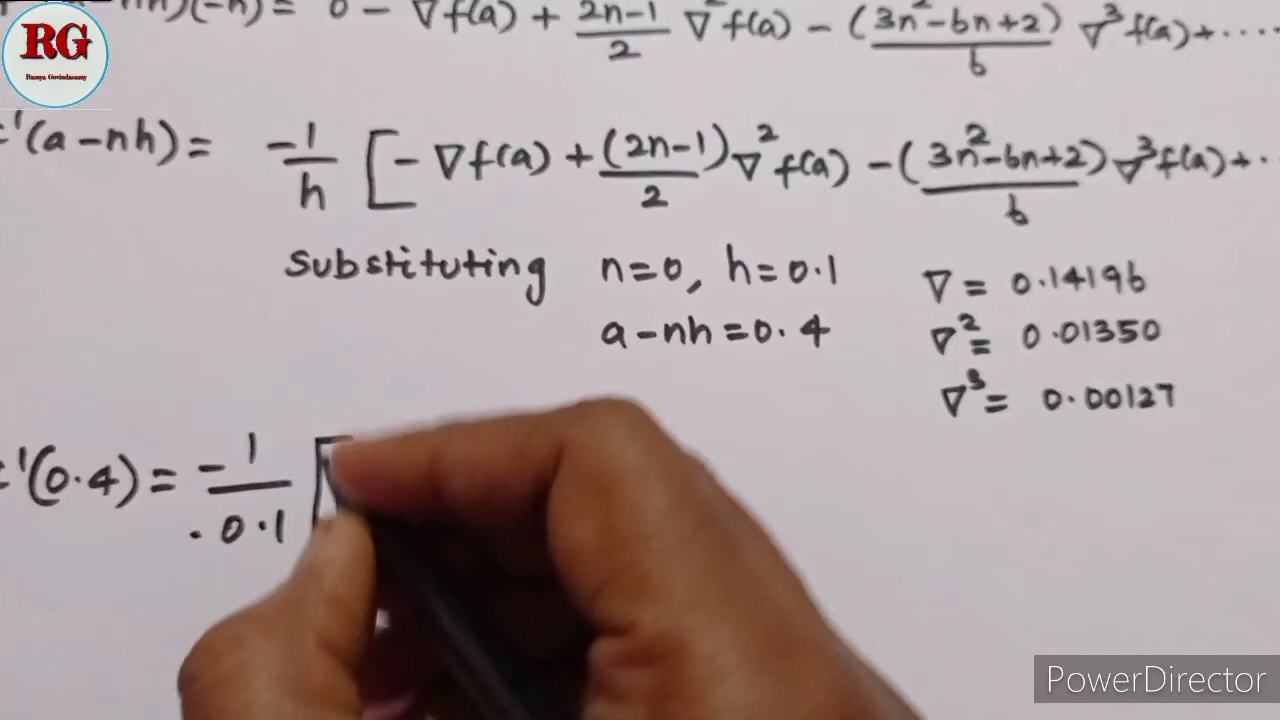 RG
Ramya Govindasamy
)(-h) = 0 - ∇f(a) + (2n-1)/2 ∇²f(a) - (3n²-6n+2)/6 ∇³f(a) + ....
'(a-nh) = -1/h [ - ∇f(a) + (2n-1)/2 ∇²f(a) - (3n²-6n+2)/6 ∇³f(a) + ..
Substituting n=0, h=0.1 ∇ = 0.14196
a-nh = 0.4 ∇² = 0.01350
∇³ = 0.00127
'(0.4) = -1/0.1 [
PowerDirector